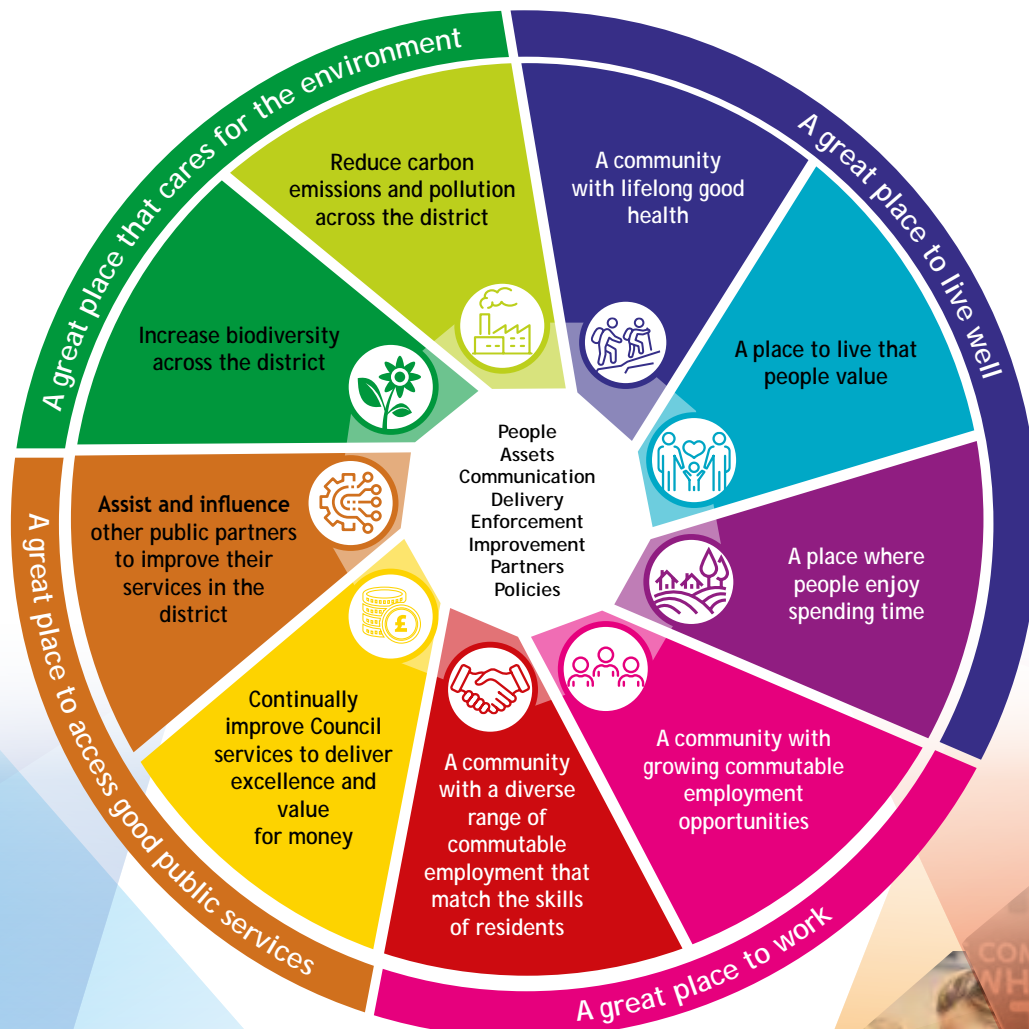 A great place that cares for the environment
A great place to live well
Reduce carbon
emissions and pollution
across the district
A community
with lifelong good
health
Increase biodiversity
across the district
A place to live that
people value
People
Assets
Communication
Delivery
Enforcement
Improvement
Partners
Policies
Assist and influence
other public partners
to improve their
services in the
district
A place where
people enjoy
spending time
£
Continually
improve Council
services to deliver
excellence and
value
for money
A community
with a diverse
range of
commutable
employment that
match the skills
of residents
A community with
growing commutable
employment
opportunities
A great place to access good public services
A great place to work